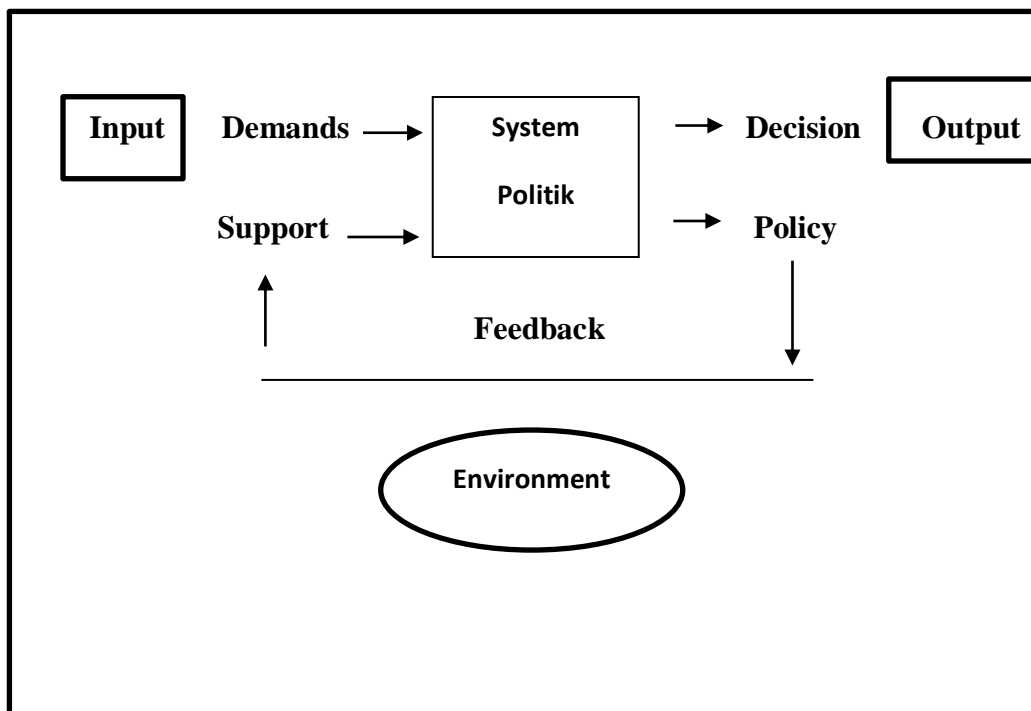 Input Demands System Decision Output
Politik
Support Policy
Feedback
Environment